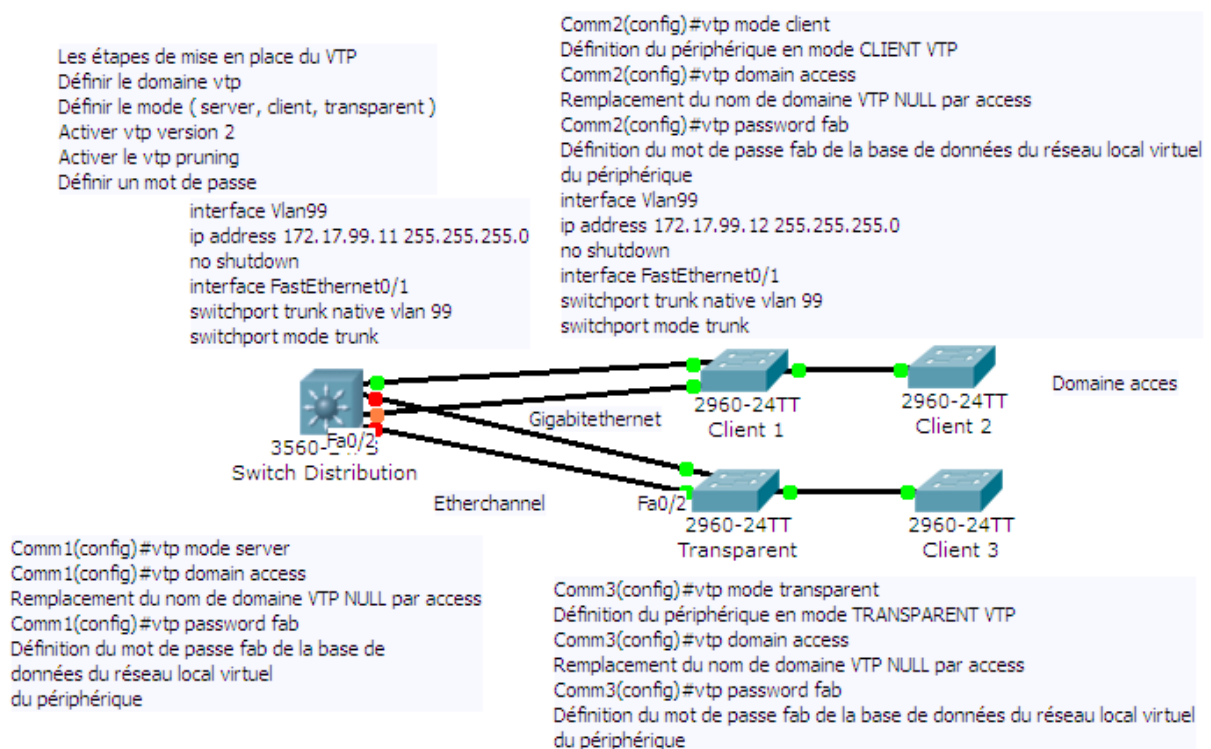 Les étapes de mise en place du VTP
Définir le domaine vtp
Définir le mode ( server, client, transparent )
Activer vtp version 2
Activer le vtp pruning
Définir un mot de passe
interface Vlan99
ip address 172.17.99.11 255.255.255.0
no shutdown
interface FastEthernet0/1
switchport trunk native vlan 99
switchport mode trunk
Comm2(config)#vtp mode client
Définition du périphérique en mode CLIENT VTP
Comm2(config)#vtp domain access
Remplacement du nom de domaine VTP NULL par access
Comm2(config)#vtp password fab
Définition du mot de passe fab de la base de données du réseau local virtuel
du périphérique
interface Vlan99
ip address 172.17.99.12 255.255.255.0
no shutdown
interface FastEthernet0/1
switchport trunk native vlan 99
switchport mode trunk
Fa0/2
Switch Distribution
Gigabitethernet
2960-24TT
Client 1
2960-24TT
Client 2
Domaine acces
Etherchannel
Fa0/2
2960-24TT
Transparent
2960-24TT
Client 3
Comm1(config)#vtp mode server
Comm1(config)#vtp domain access
Remplacement du nom de domaine VTP NULL par access
Comm1(config)#vtp password fab
Définition du mot de passe fab de la base de
données du réseau local virtuel
du périphérique
Comm3(config)#vtp mode transparent
Définition du périphérique en mode TRANSPARENT VTP
Comm3(config)#vtp domain access
Remplacement du nom de domaine VTP NULL par access
Comm3(config)#vtp password fab
Définition du mot de passe fab de la base de données du réseau local virtuel
du périphérique